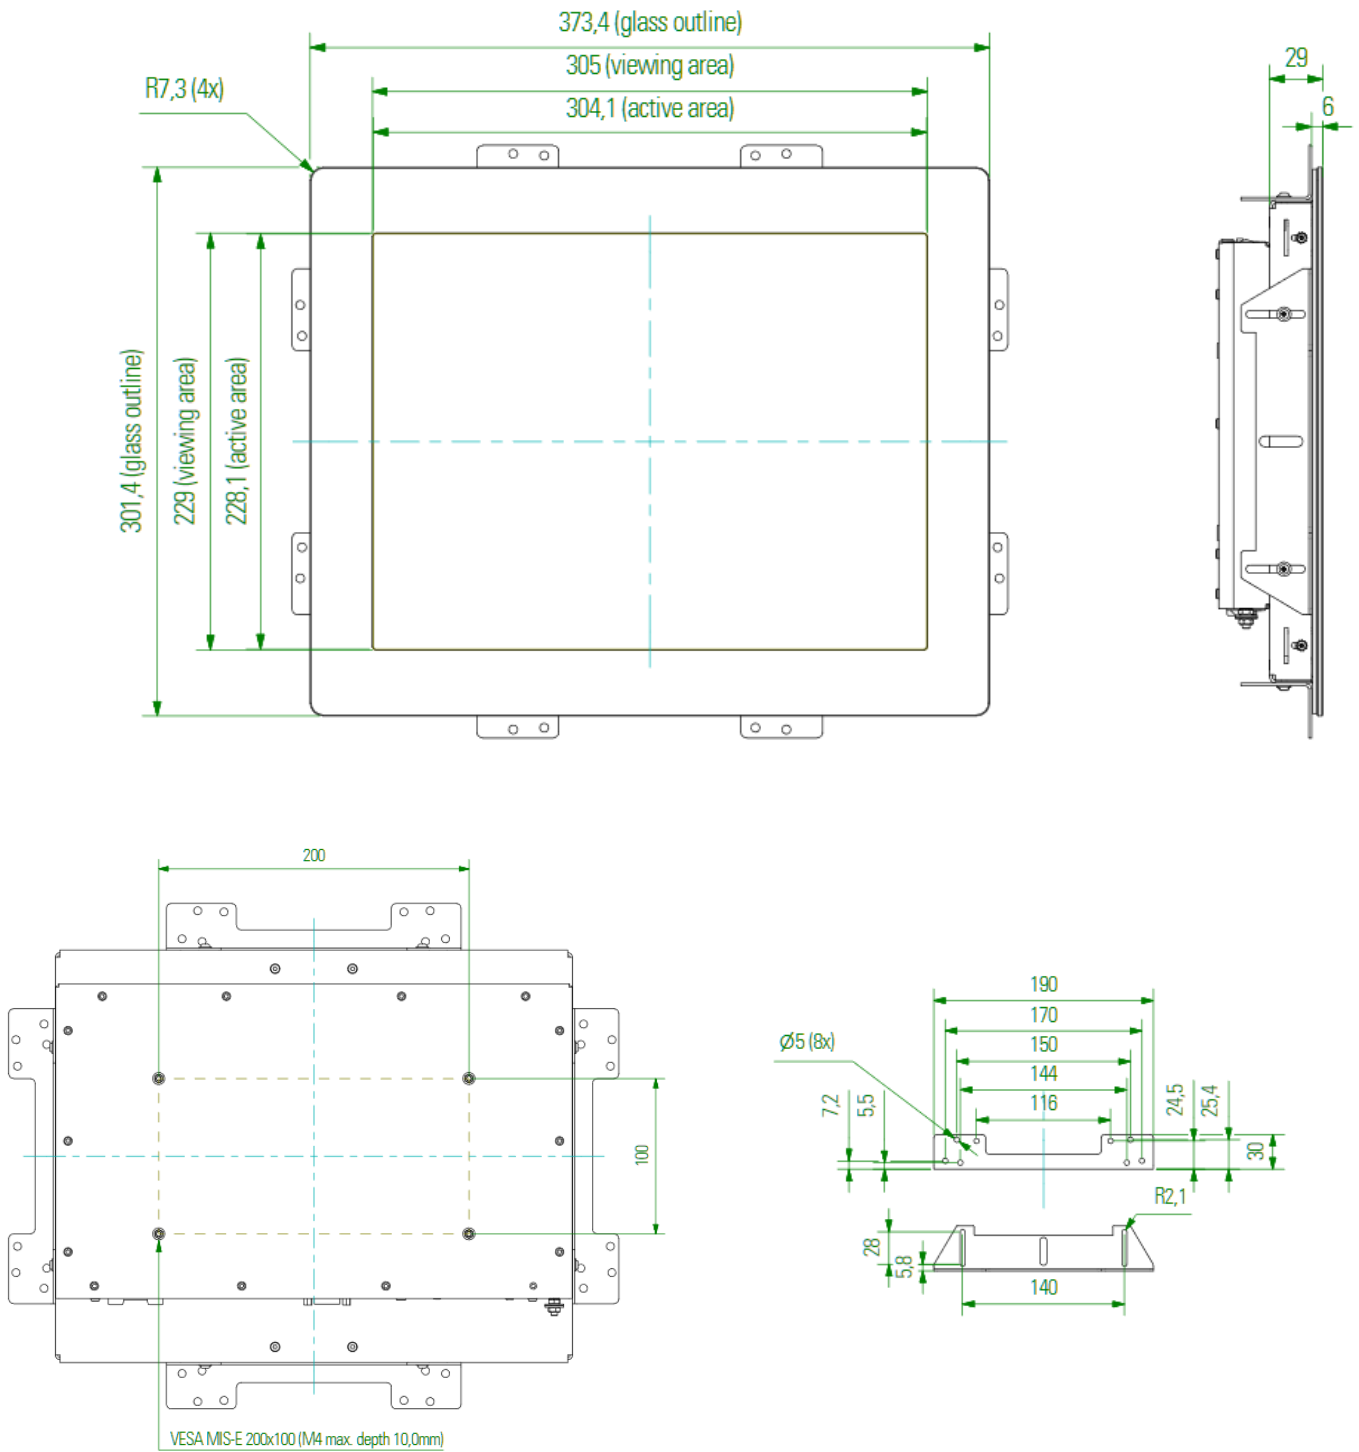 373,4 (glass outline)
305 (viewing area)
304,1 (active area)
R7,3 (4x)
29
6
301,4 (glass outline)
229 (viewing area)
228,1 (active area)
200
100
VESA MIS-E 200x100 (M4 max. depth 10,0mm)
190
170
150
144
116
Ø5 (8x)
7,2
5,5
24,5
25,4
30
R2,1
28
5,8
140